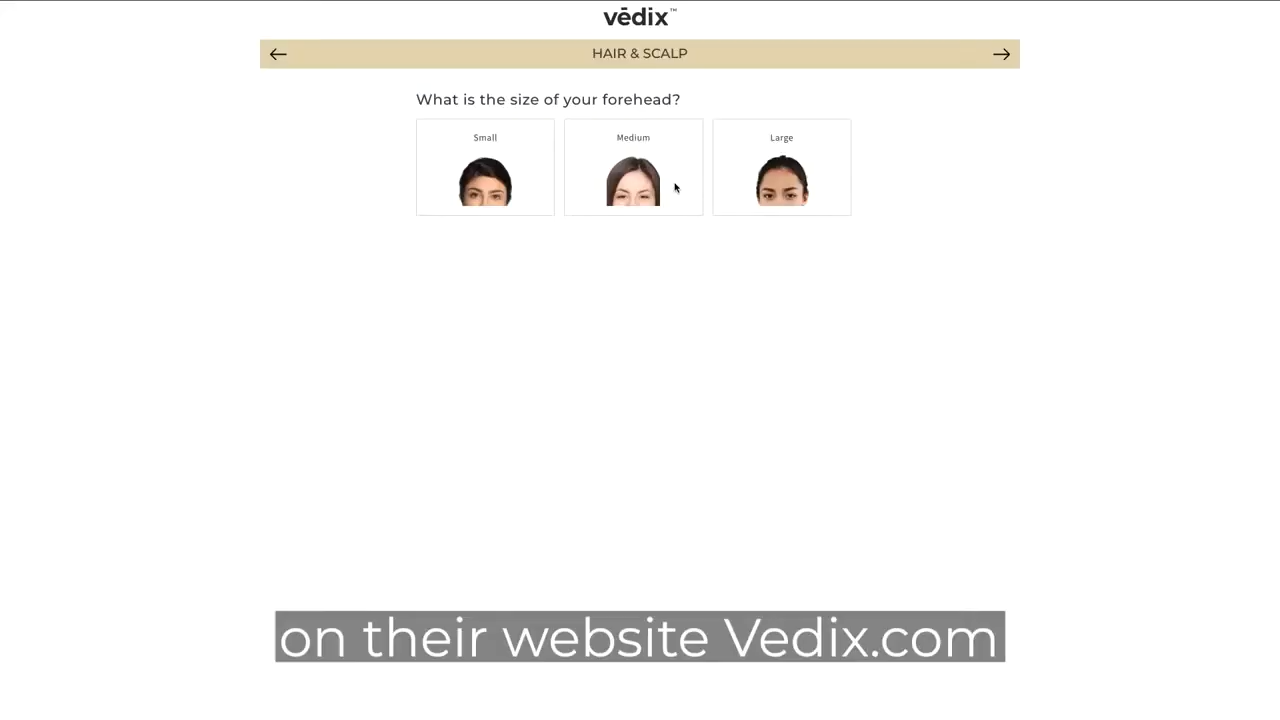 vēdix™
HAIR & SCALP
What is the size of your forehead?
Small
Medium
Large
on their website Vedix.com